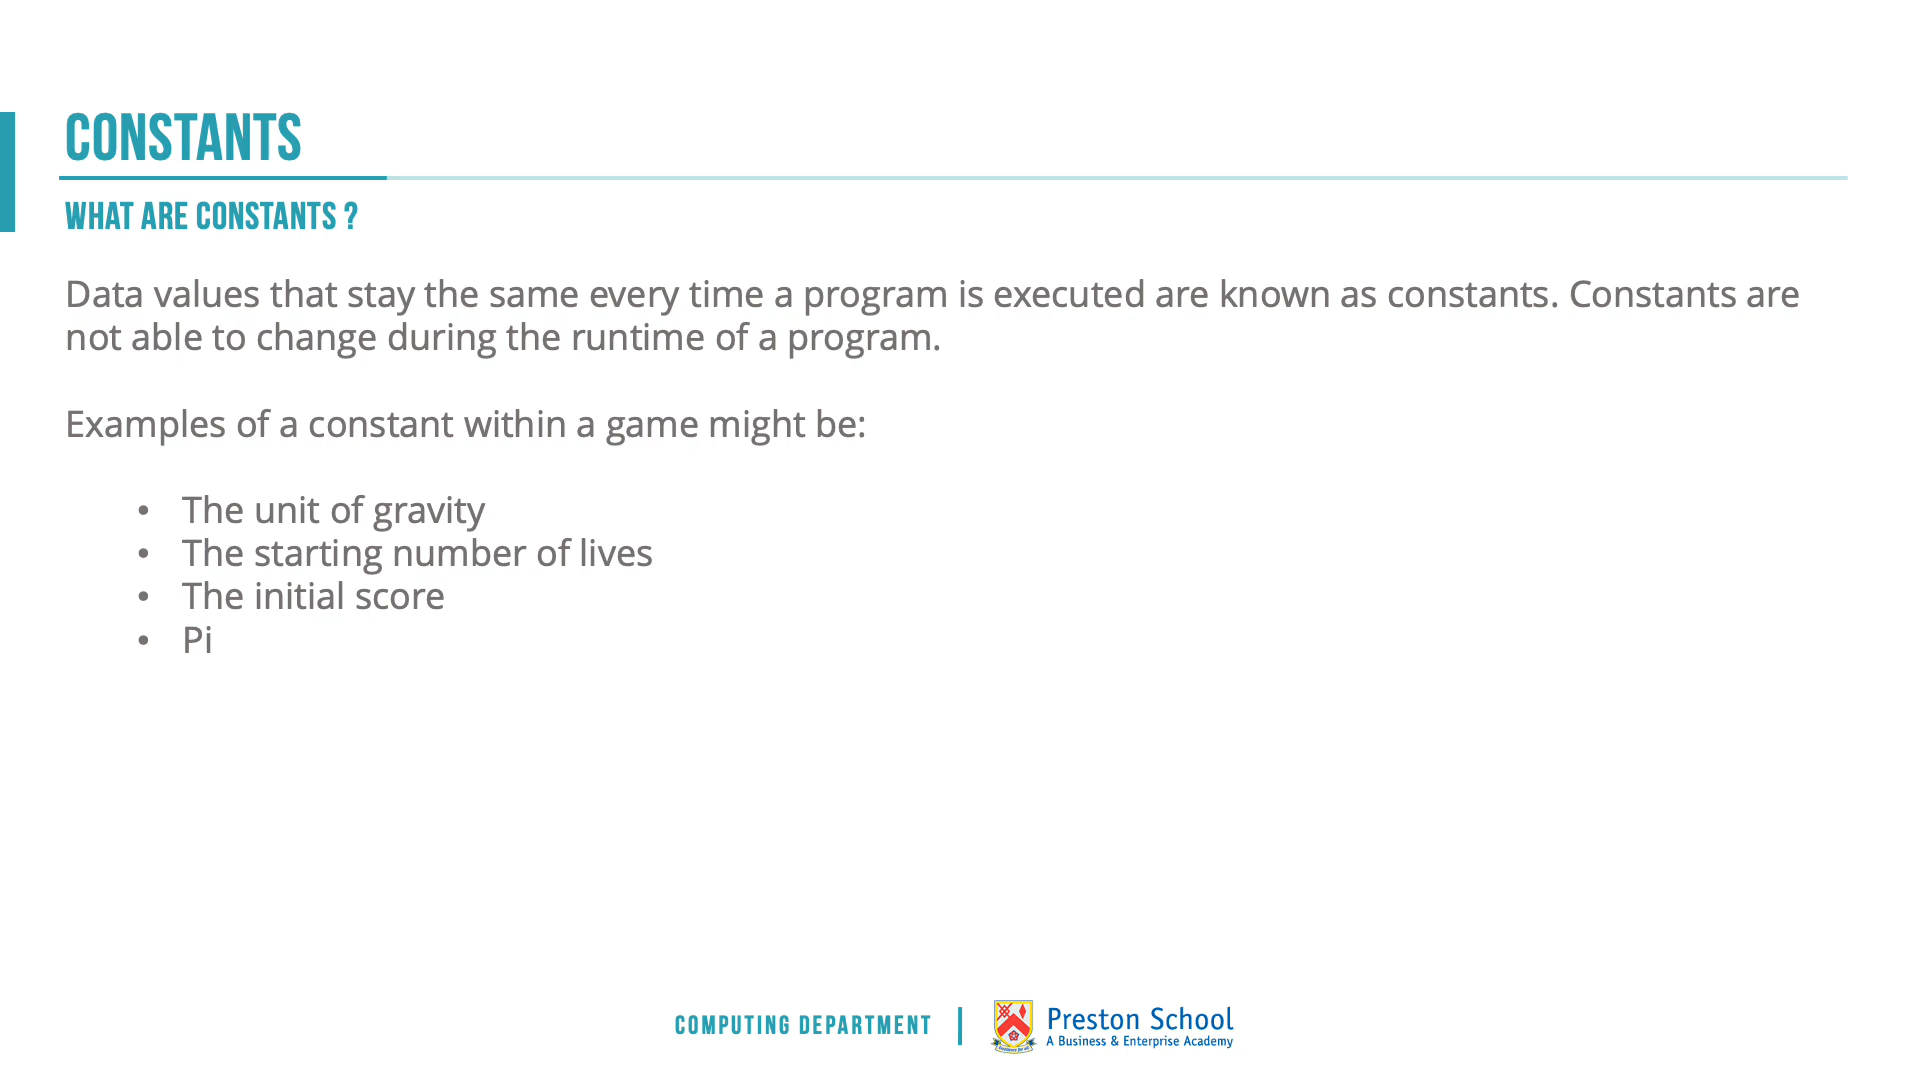 CONSTANTS
WHAT ARE CONSTANTS ?
Data values that stay the same every time a program is executed are known as constants. Constants are
not able to change during the runtime of a program.
Examples of a constant within a game might be:
• The unit of gravity
• The starting number of lives
• The initial score
• Pi
COMPUTING DEPARTMENT
Preston School
A Business & Enterprise Academy